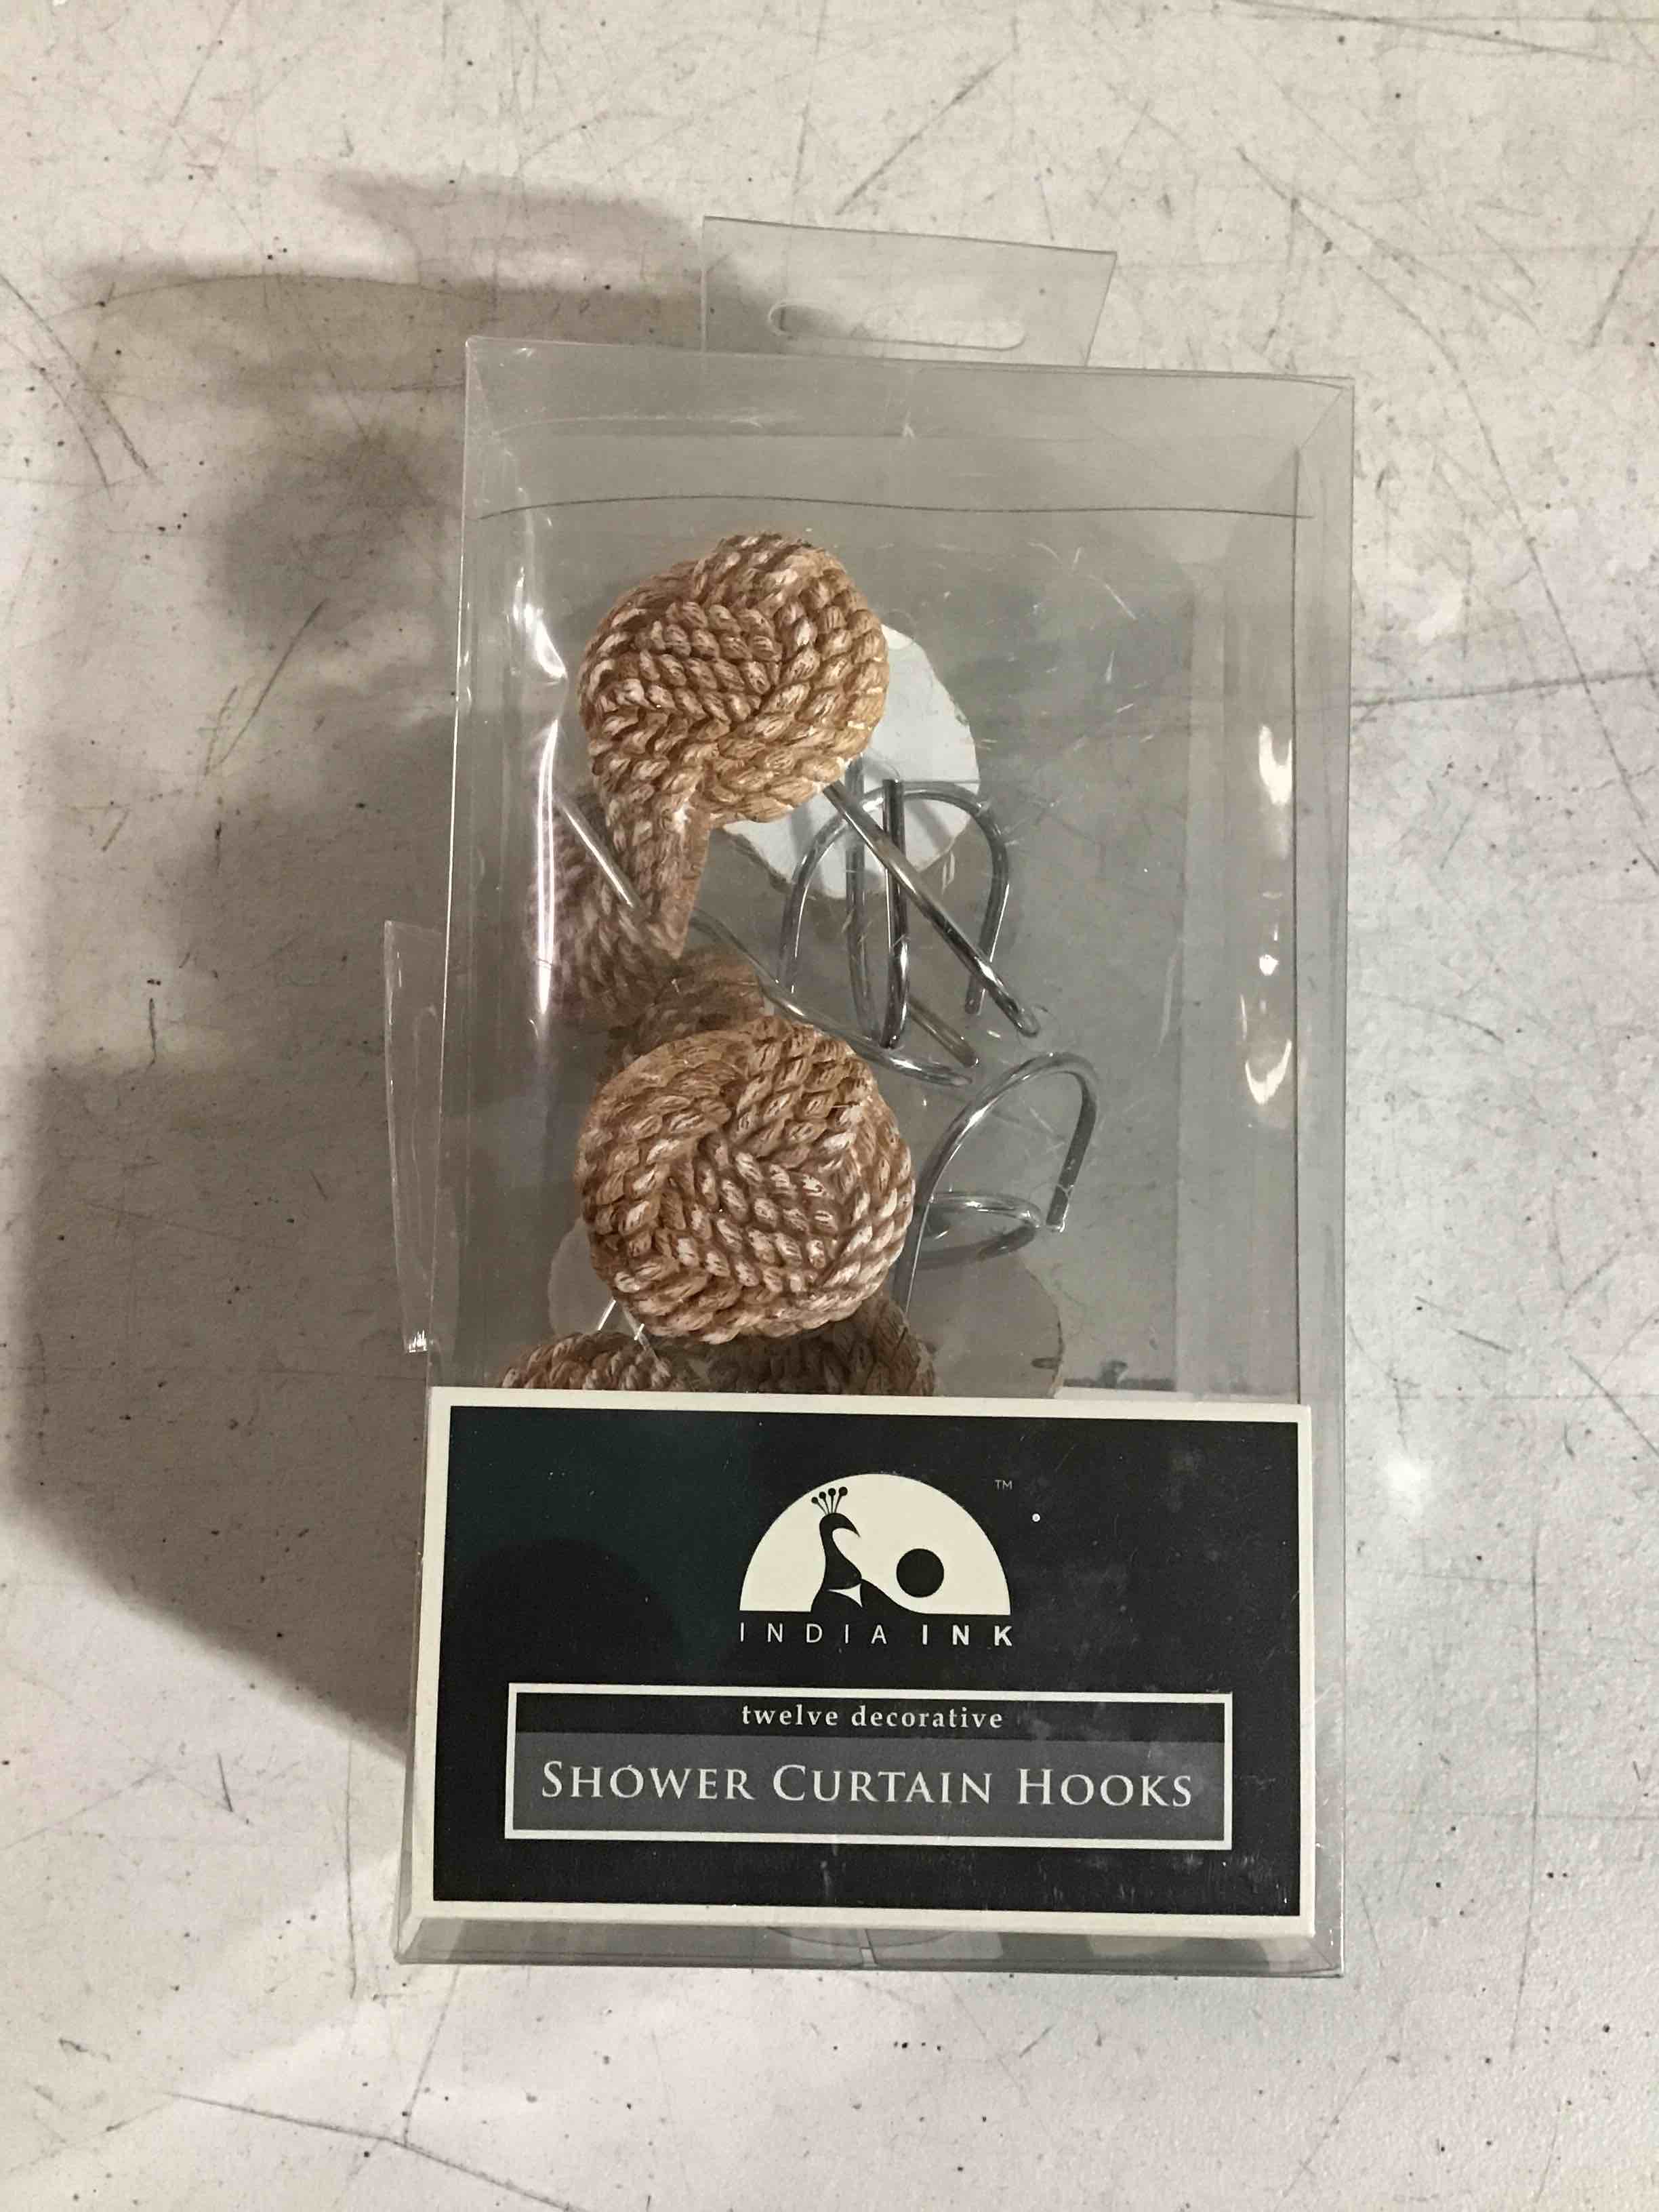 ™
INDIA INK
twelve decorative
SHOWER CURTAIN HOOKS